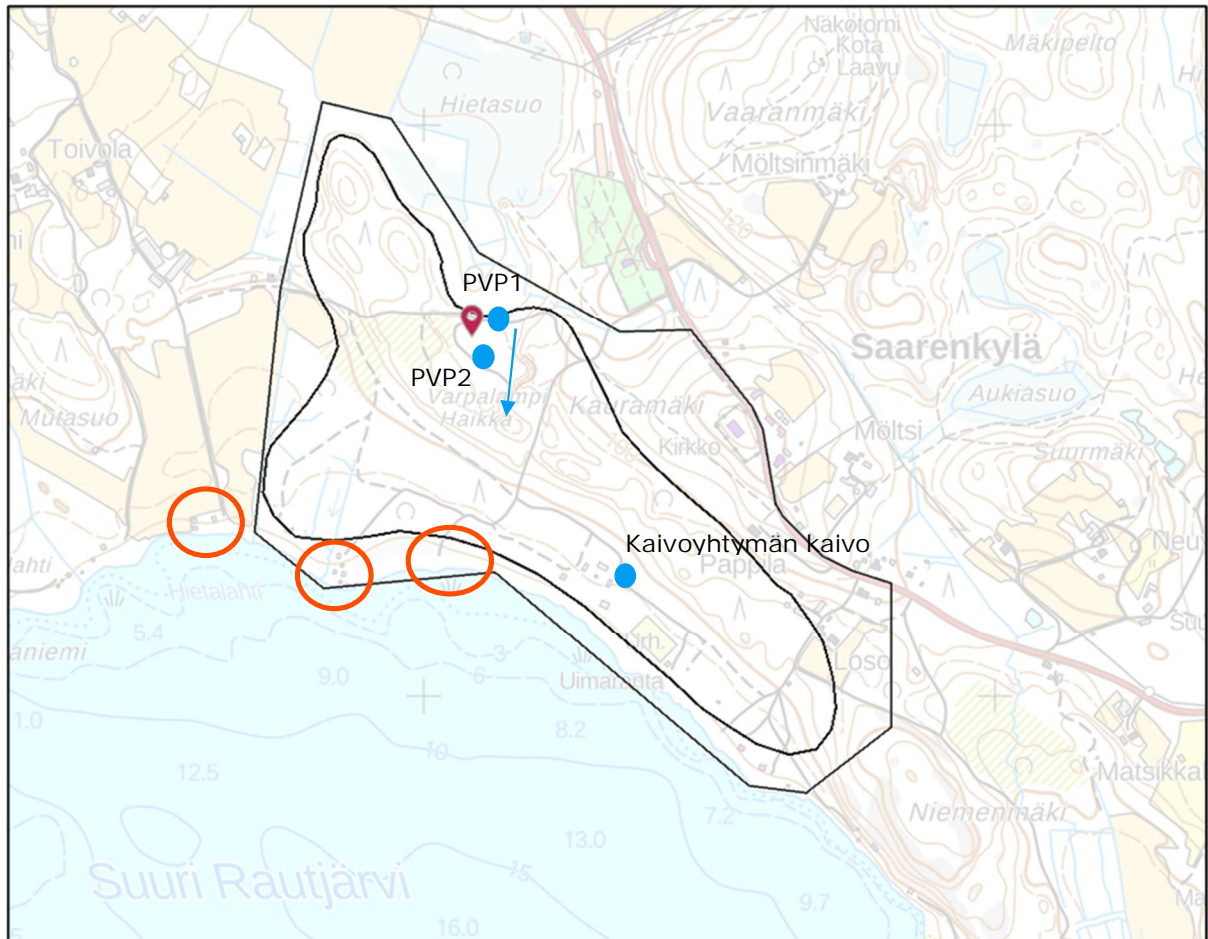 Näkötorni
Kota
Laavu
Mäkipelto
Hietasuo
Vaaranmäki
Toivola
Möltsinmäki
120
PVP1
PVP2
Saarenkylä
Varpalampi
Haikka
Kauramäki
Aukiasuo
Mutasuo
Kirkko
Möltsi
Suurmäki
Kaivoyhtymän kaivo
Pappila
Hietalahti
5.4
Urh.
Loso
3
6
9.0
Uimaranta
8.2
10
12.5
Matsikka
7.2
Niemenmäki
13.0
Suuri Rautjärvi
15
9.7
16.0